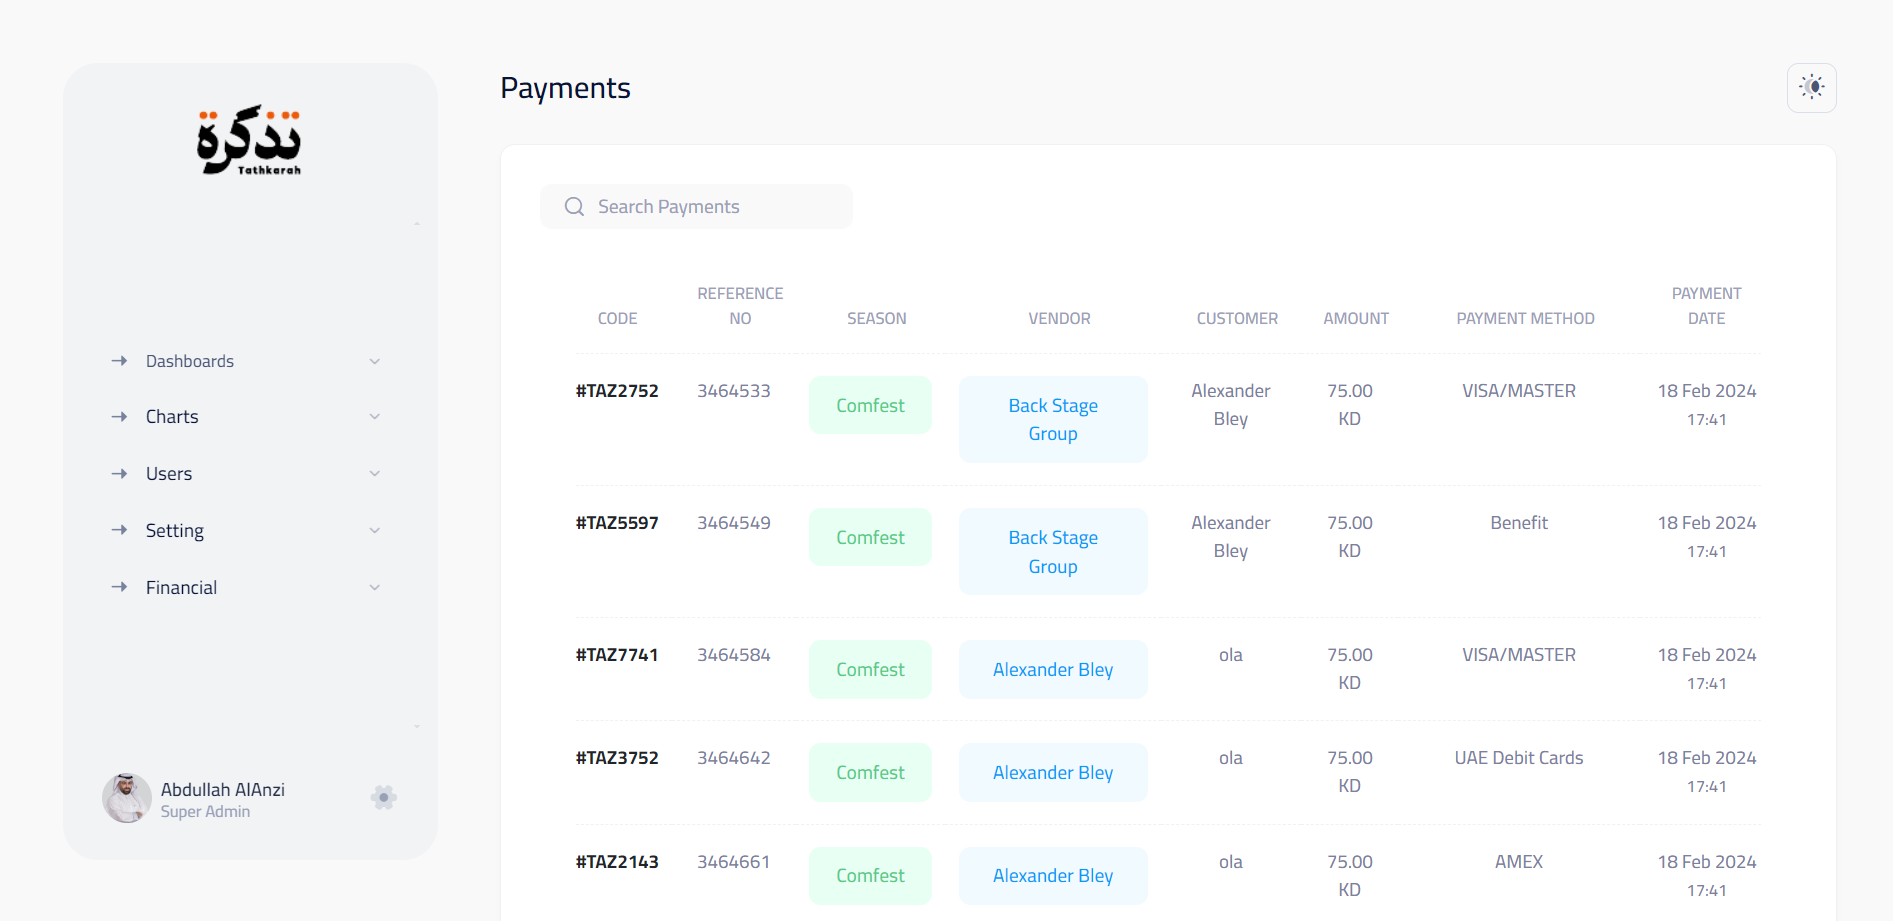 تذكرة
Tathkarah
Dashboards
Charts
Users
Setting
Financial
Abdullah AlAnzi
Super Admin
Payments
Search Payments
CODE
REFERENCE
NO
SEASON
VENDOR
CUSTOMER
AMOUNT
PAYMENT METHOD
PAYMENT
DATE
#TAZ2752
3464533
Comfest
Back Stage
Group
Alexander
Bley
75.00
KD
VISA/MASTER
18 Feb 2024
17:41
#TAZ5597
3464549
Comfest
Back Stage
Group
Alexander
Bley
75.00
KD
Benefit
18 Feb 2024
17:41
#TAZ7741
3464584
Comfest
Alexander Bley
ola
75.00
KD
VISA/MASTER
18 Feb 2024
17:41
#TAZ3752
3464642
Comfest
Alexander Bley
ola
75.00
KD
UAE Debit Cards
18 Feb 2024
17:41
#TAZ2143
3464661
Comfest
Alexander Bley
ola
75.00
KD
AMEX
18 Feb 2024
17:41